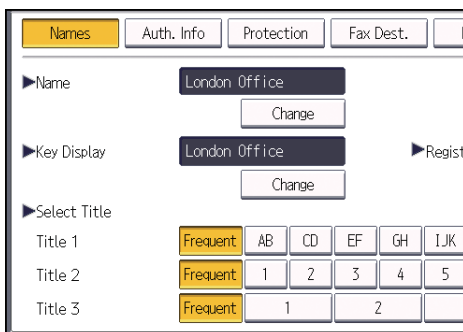 Names Auth. Info Protection Fax Dest.
▶Name London Office
Change
▶Key Display London Office ▶Regist
Change
▶Select Title
Title 1 Frequent AB CD EF GH IJK
Title 2 Frequent 1 2 3 4 5
Title 3 Frequent 1 2